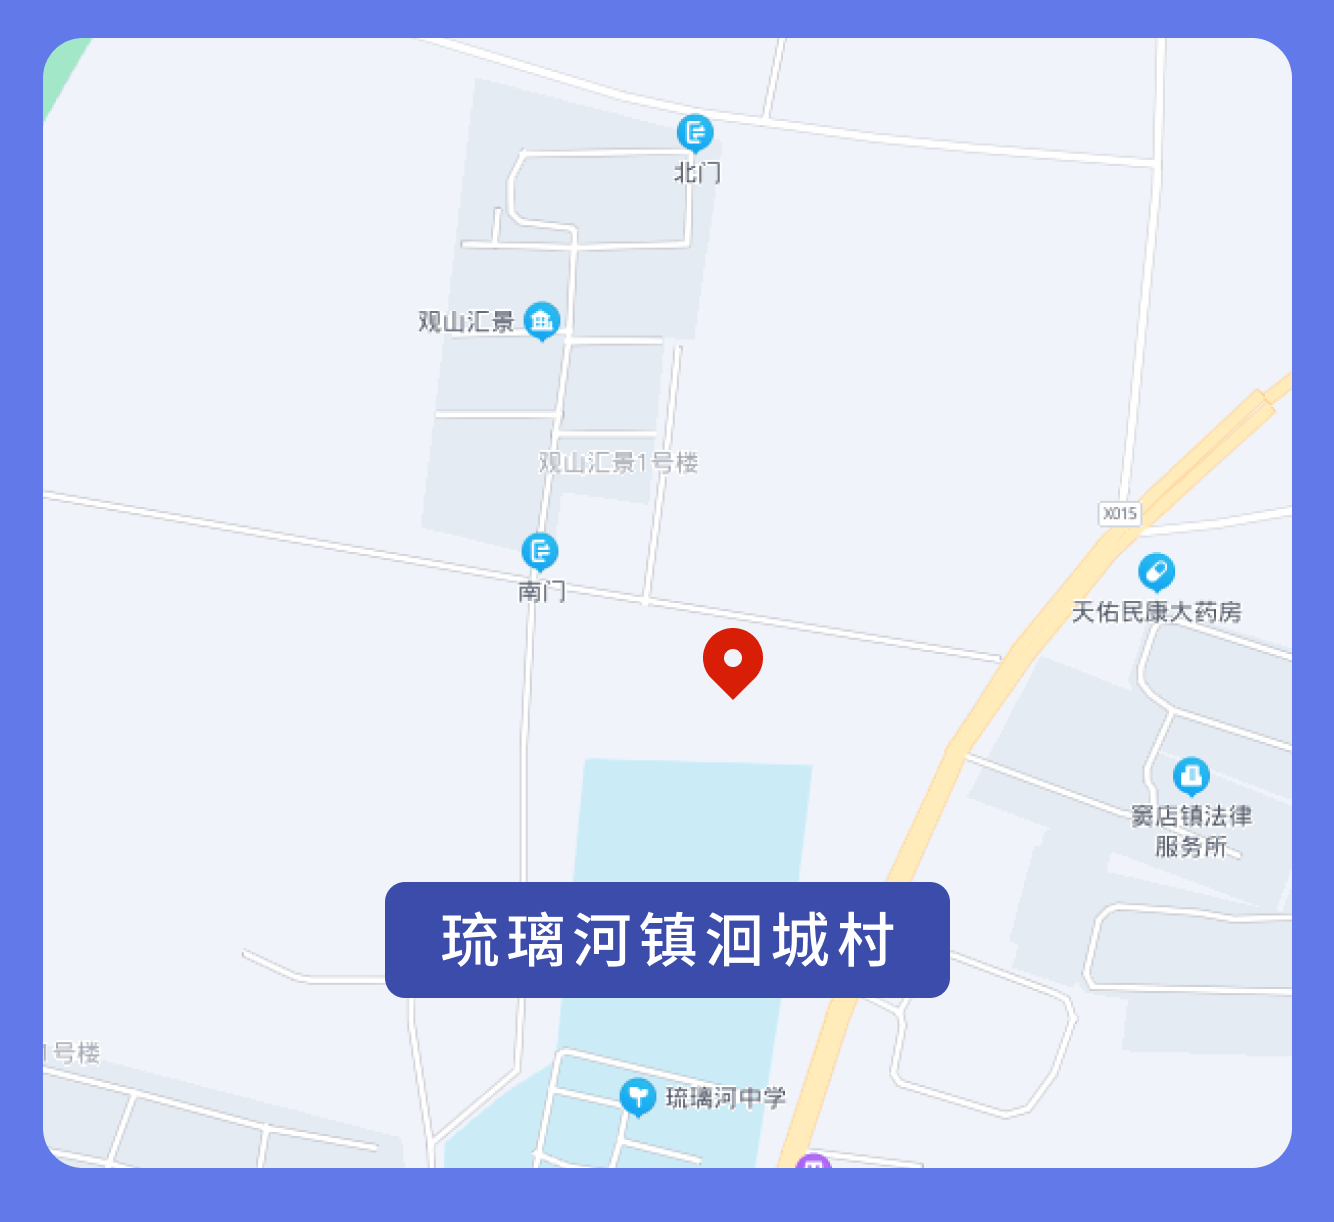 北门
观山汇景
观山汇景1号楼
X015
南门
天佑民康大药房
窦店镇法律
服务所
琉璃河镇洄城村
1号楼
琉璃河中学